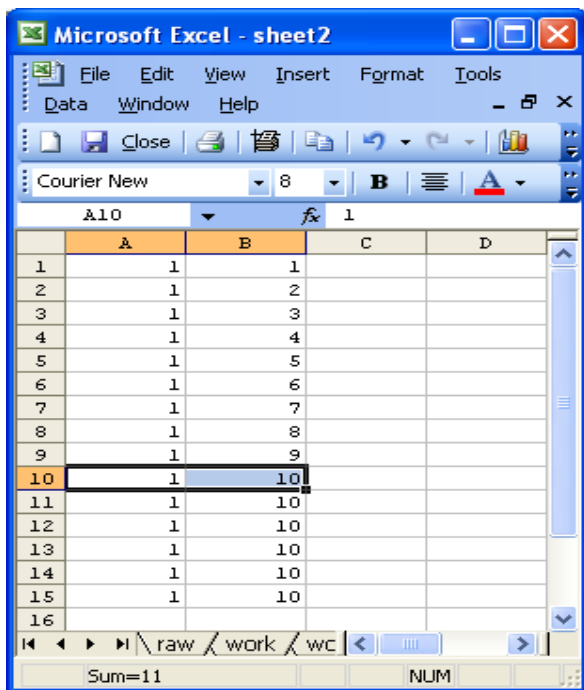 Microsoft Excel - sheet2
File Edit View Insert Format Tools
Data Window Help
Close
Courier New 8 B A
A10 fx 1
A B C D
1 1 1
2 1 2
3 1 3
4 1 4
5 1 5
6 1 6
7 1 7
8 1 8
9 1 9
10 1 10
11 1 10
12 1 10
13 1 10
14 1 10
15 1 10
16
raw work wc
Sum=11 NUM